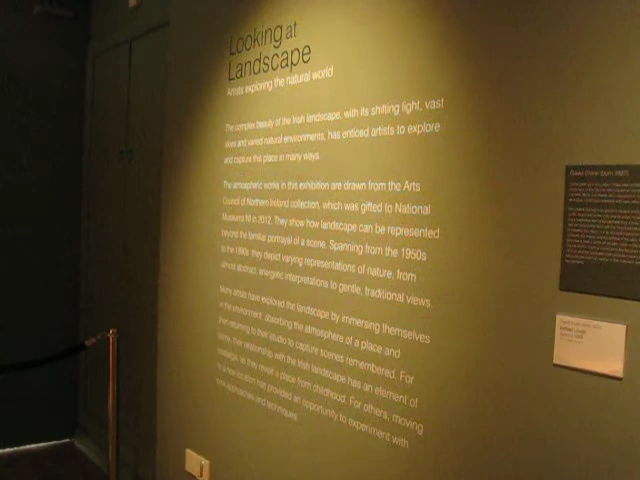 Looking at
Landscape
Artists exploring the natural world
The complex beauty of the Irish landscape, with its shifting light, vast
skies and varied natural environments, has enticed artists to explore
and capture this place in many ways.
The atmospheric works in this exhibition are drawn from the Arts
Council of Northern Ireland collection, which was gifted to National
Museums NI in 2012. They show how landscape can be represented
beyond the familiar portrayal of a scene. Spanning from the 1950s
to the 1990s, they depict varying representations of nature, from
almost abstract, energetic interpretations to gentle, traditional views.
Many artists have explored the landscape by immersing themselves
in the environment, absorbing the atmosphere of a place and
then returning to their studio to capture scenes remembered. For
some, their relationship with the Irish landscape has an element of
nostalgia, as they revisit a place from childhood. For others, moving
to a new location has provided an opportunity to experiment with
new approaches and techniques.